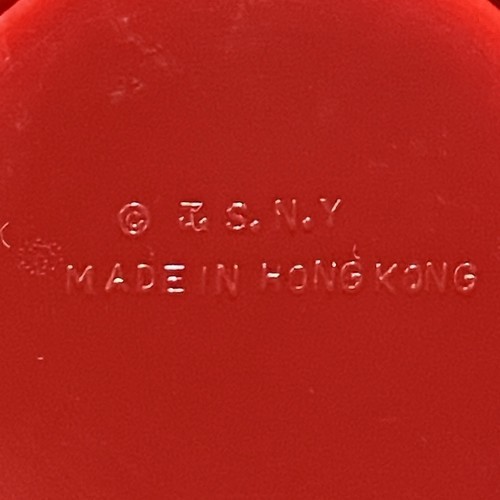 © I. S. N.Y
MADE IN HONG KONG